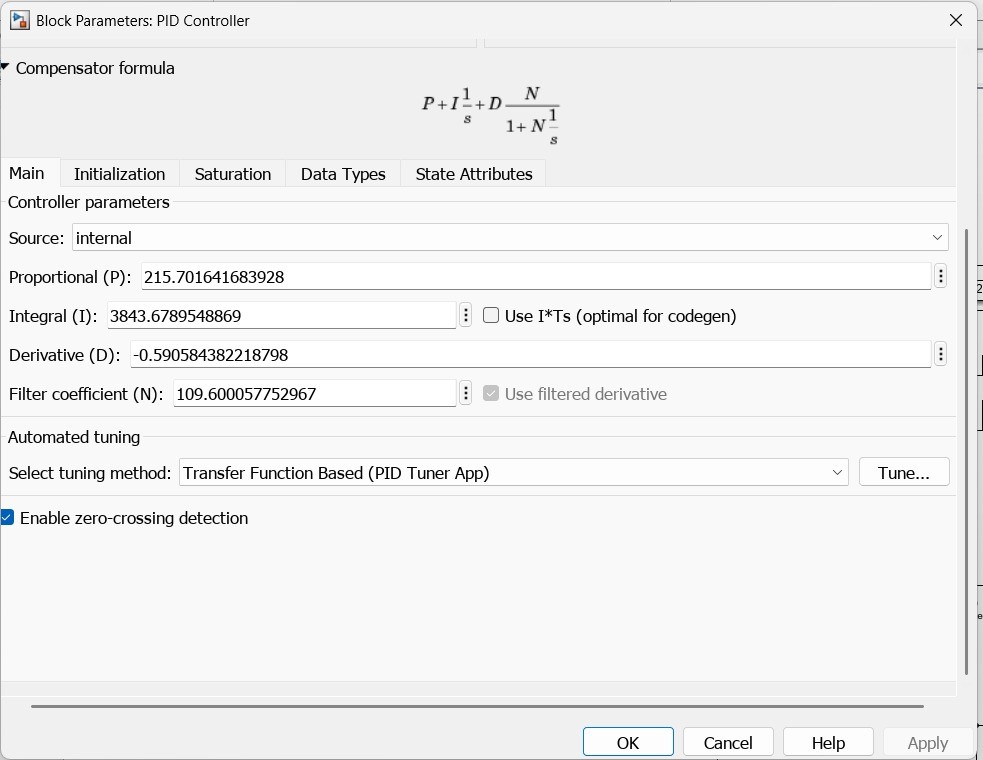 Block Parameters: PID Controller
Compensator formula
P + I 1/s + D N/(1 + N 1/s)
Main Initialization Saturation Data Types State Attributes
Controller parameters
Source: internal
Proportional (P): 215.701641683928
Integral (I): 3843.6789548869 Use I*Ts (optimal for codegen)
Derivative (D): -0.590584382218798
Filter coefficient (N): 109.600057752967 Use filtered derivative
Automated tuning
Select tuning method: Transfer Function Based (PID Tuner App) Tune...
Enable zero-crossing detection
OK Cancel Help Apply